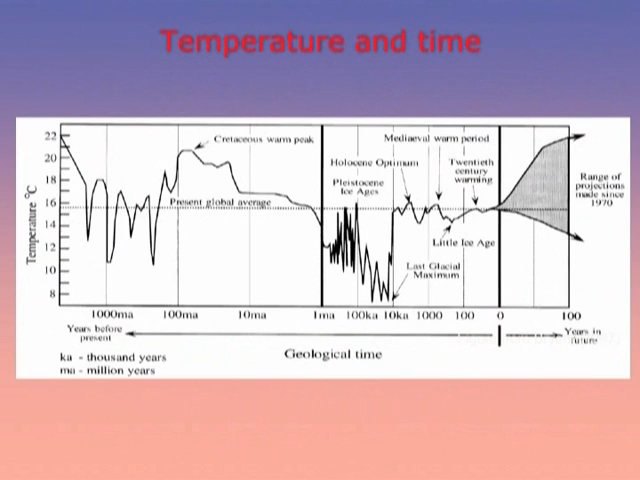 Temperature and time
22
20
18
16
14
12
10
8
Temperature °C
Cretaceous warm peak
Present global average
Holocene Optimum
Pleistocene
Ice Ages
Mediaeval warm period
Twentieth
century
warming
Little Ice Age
Last Glacial
Maximum
Range of
projections
made since
1970
1000ma 100ma 10ma 1ma 100ka 10ka 1000 100 0 100
Years before
present
Years in
future
Geological time
ka - thousand years
ma - million years